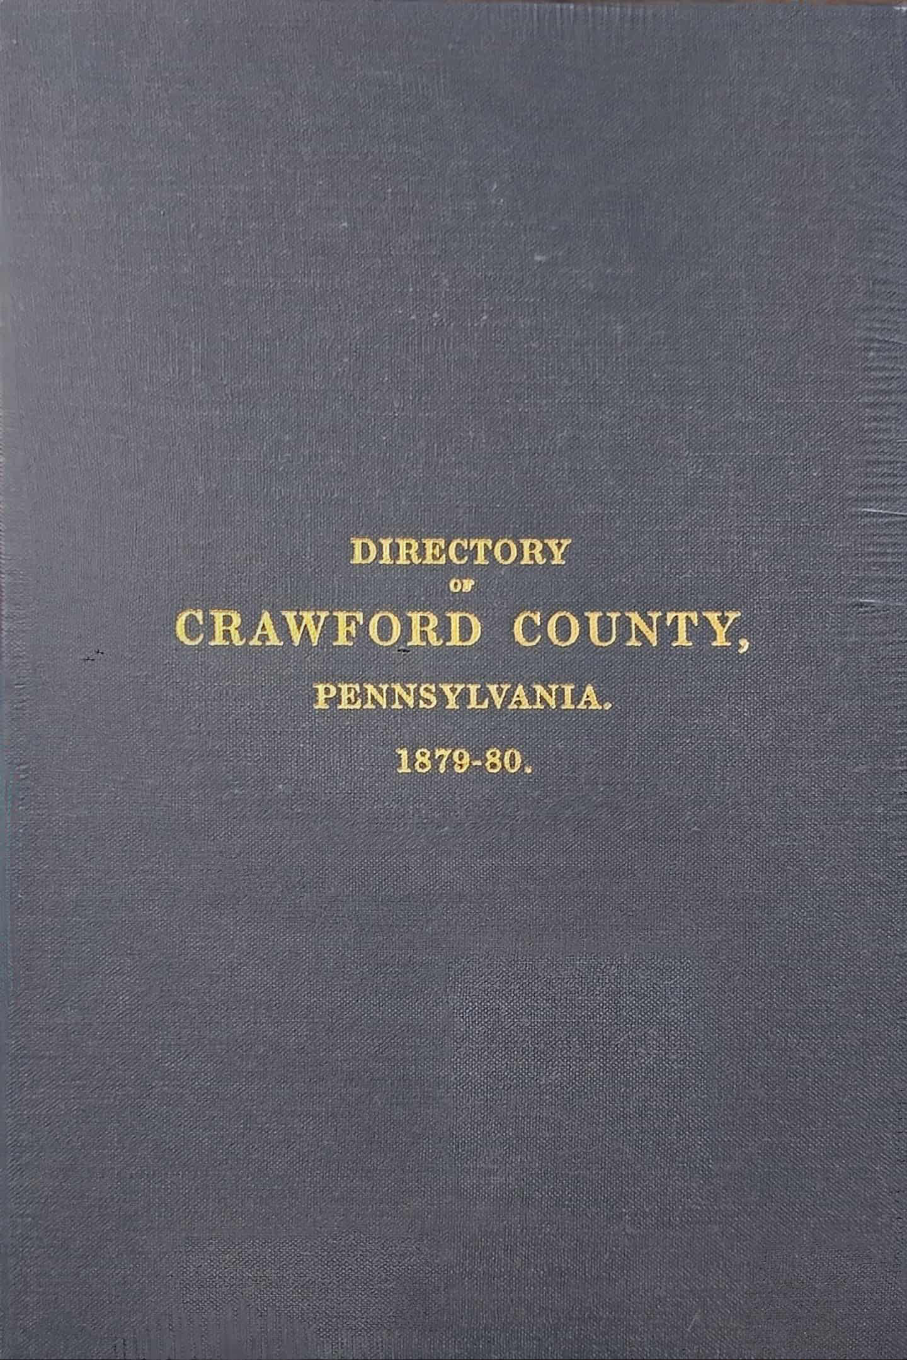 DIRECTORY
OF
CRAWFORD COUNTY,
PENNSYLVANIA.
1879-80.